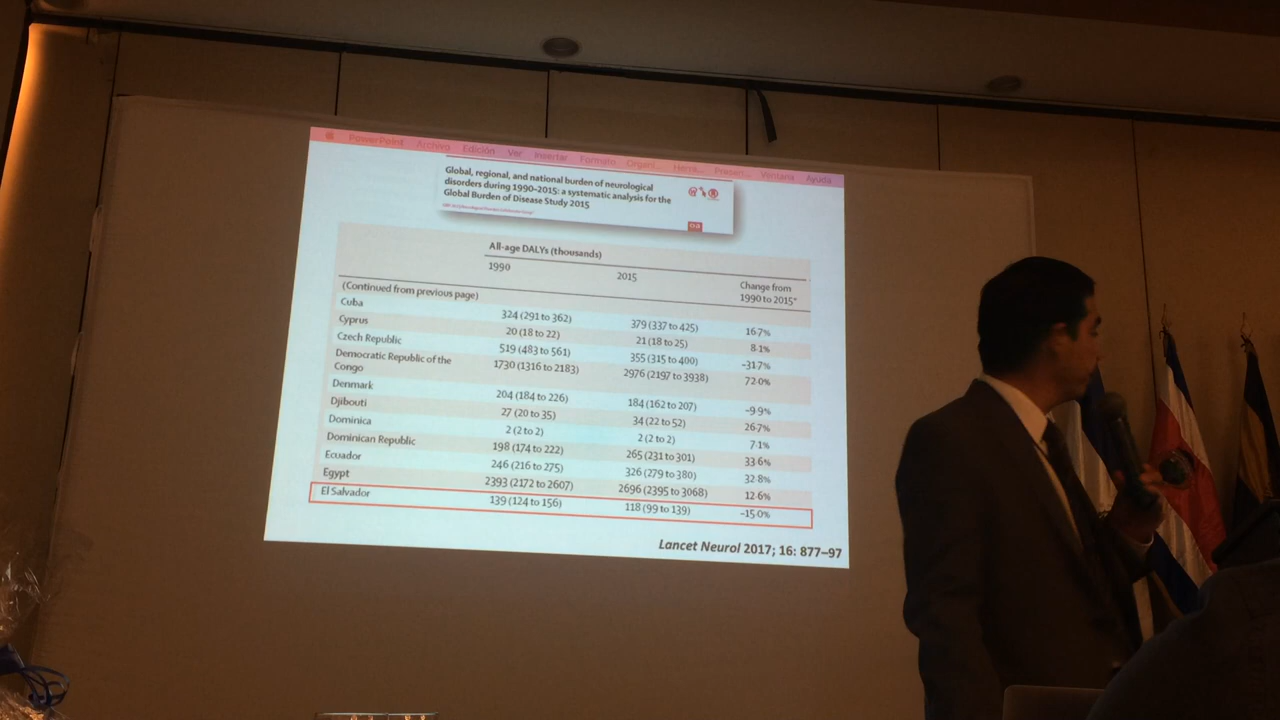 PowerPoint Archivo Edición Ver Insertar Formato Organi... Herra... Present... Ventana Ayuda
Global, regional, and national burden of neurological
disorders during 1990–2015: a systematic analysis for the
Global Burden of Disease Study 2015
All-age DALYs (thousands)
1990 2015 Change from
1990 to 2015*
(Continued from previous page)
Cuba 324 (291 to 362) 379 (337 to 425) 16·7%
Cyprus 20 (18 to 22) 21 (18 to 25) 8·1%
Czech Republic 519 (483 to 561) 355 (315 to 400) –31·7%
Democratic Republic of the 1730 (1316 to 2183) 2976 (2197 to 3938) 72·0%
Congo
Denmark 204 (184 to 226) 184 (162 to 207) –9·9%
Djibouti 27 (20 to 35) 34 (22 to 52) 26·7%
Dominica 2 (2 to 2) 2 (2 to 2) 7·1%
Dominican Republic 198 (174 to 222) 265 (231 to 301) 33·6%
Ecuador 246 (216 to 275) 326 (279 to 380) 32·8%
Egypt 2393 (2172 to 2607) 2696 (2395 to 3068) 12·6%
El Salvador 139 (124 to 156) 118 (99 to 139) –15·0%
Lancet Neurol 2017; 16: 877–97